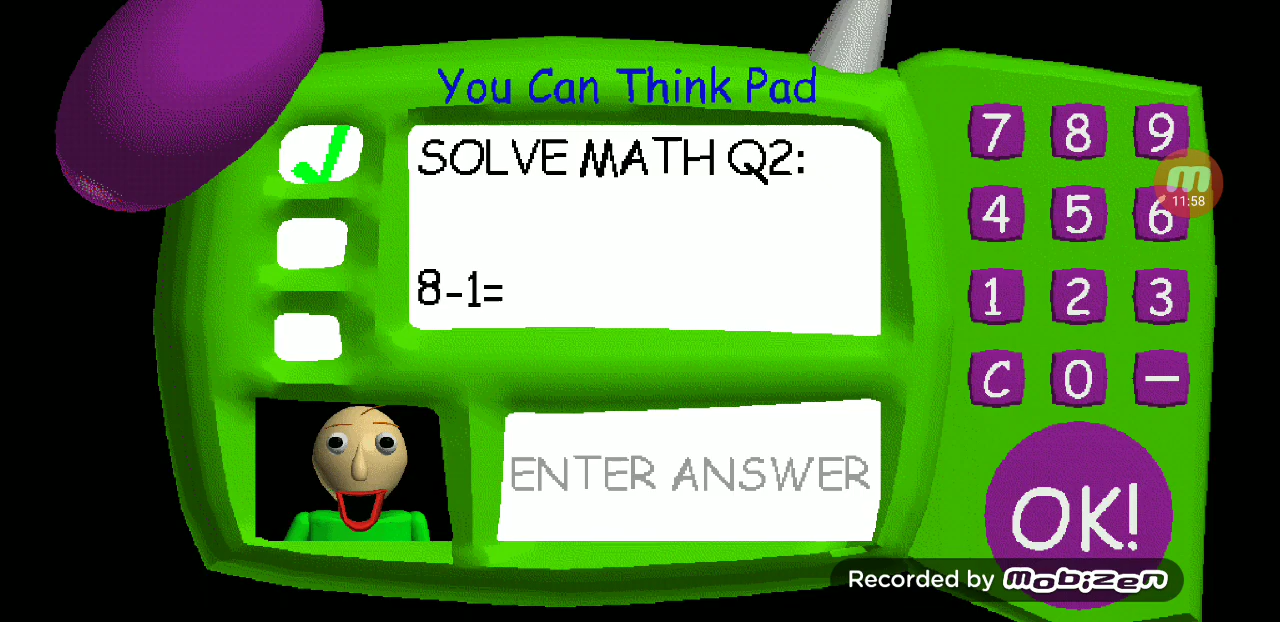 You Can Think Pad
SOLVE MATH Q2:
8-1=
ENTER ANSWER
7 8 9
4 5 6
1 2 3
C 0 —
OK!
m
11:58
Recorded by mobizen